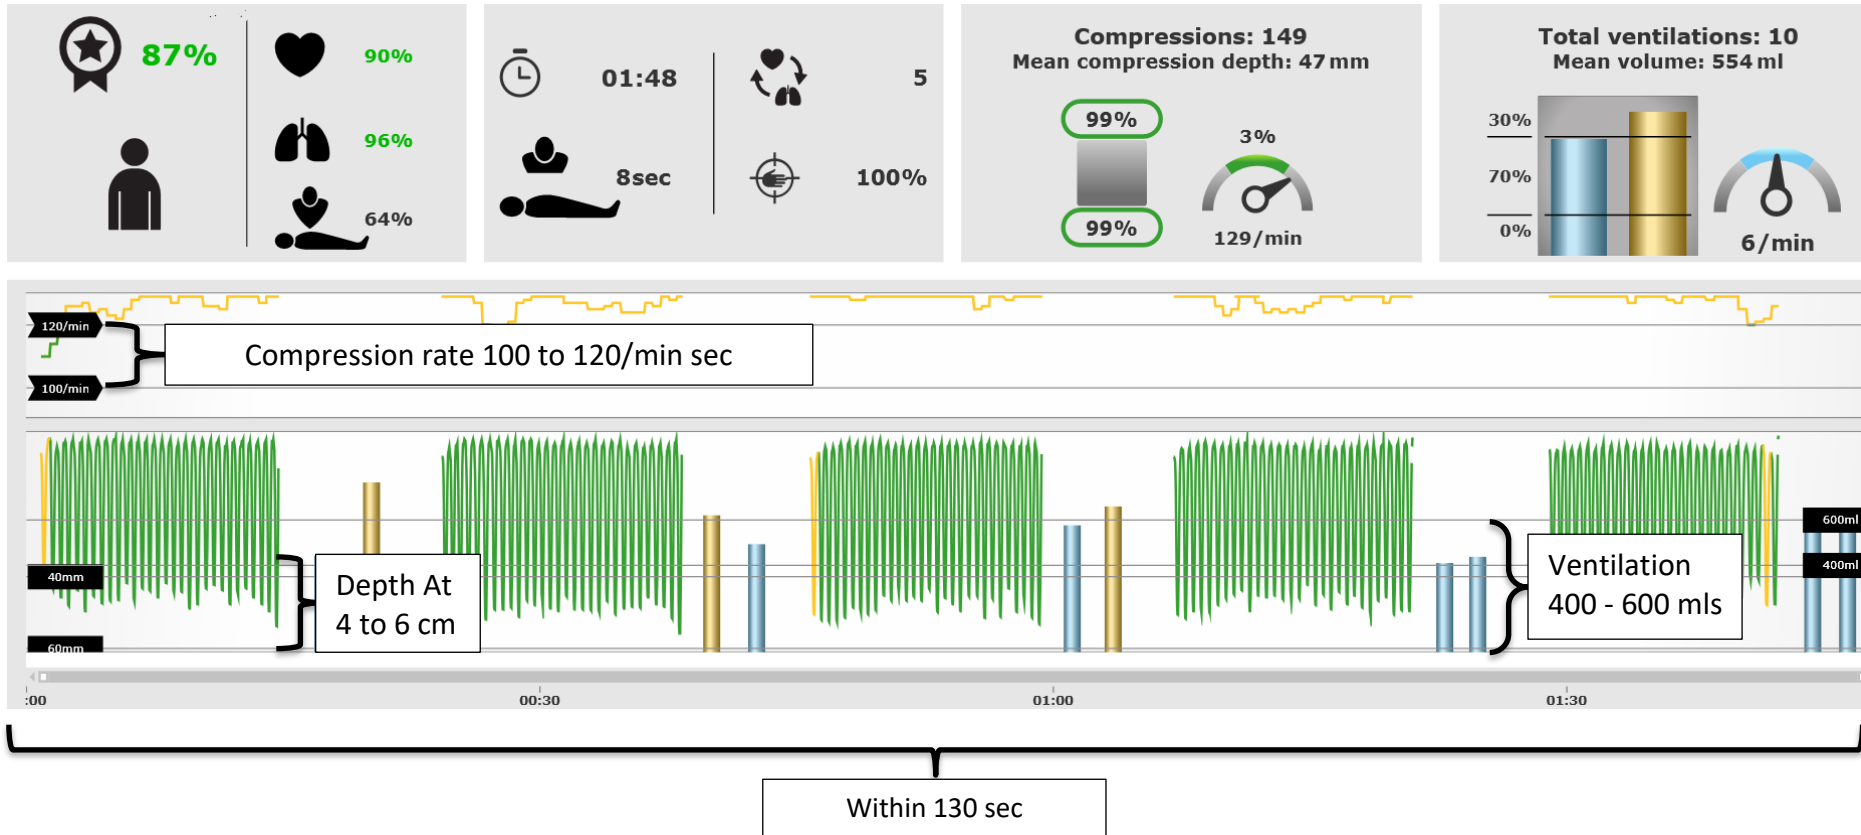 87%
90%
96%
64%
01:48
5
8sec
100%
Compressions: 149
Mean compression depth: 47 mm
99%
3%
99%
129/min
Total ventilations: 10
Mean volume: 554 ml
30%
70%
0%
6/min
120/min
Compression rate 100 to 120/min sec
100/min
40mm
60mm
Depth At
4 to 6 cm
Ventilation
400 - 600 mls
600ml
400ml
:00
00:30
01:00
01:30
Within 130 sec